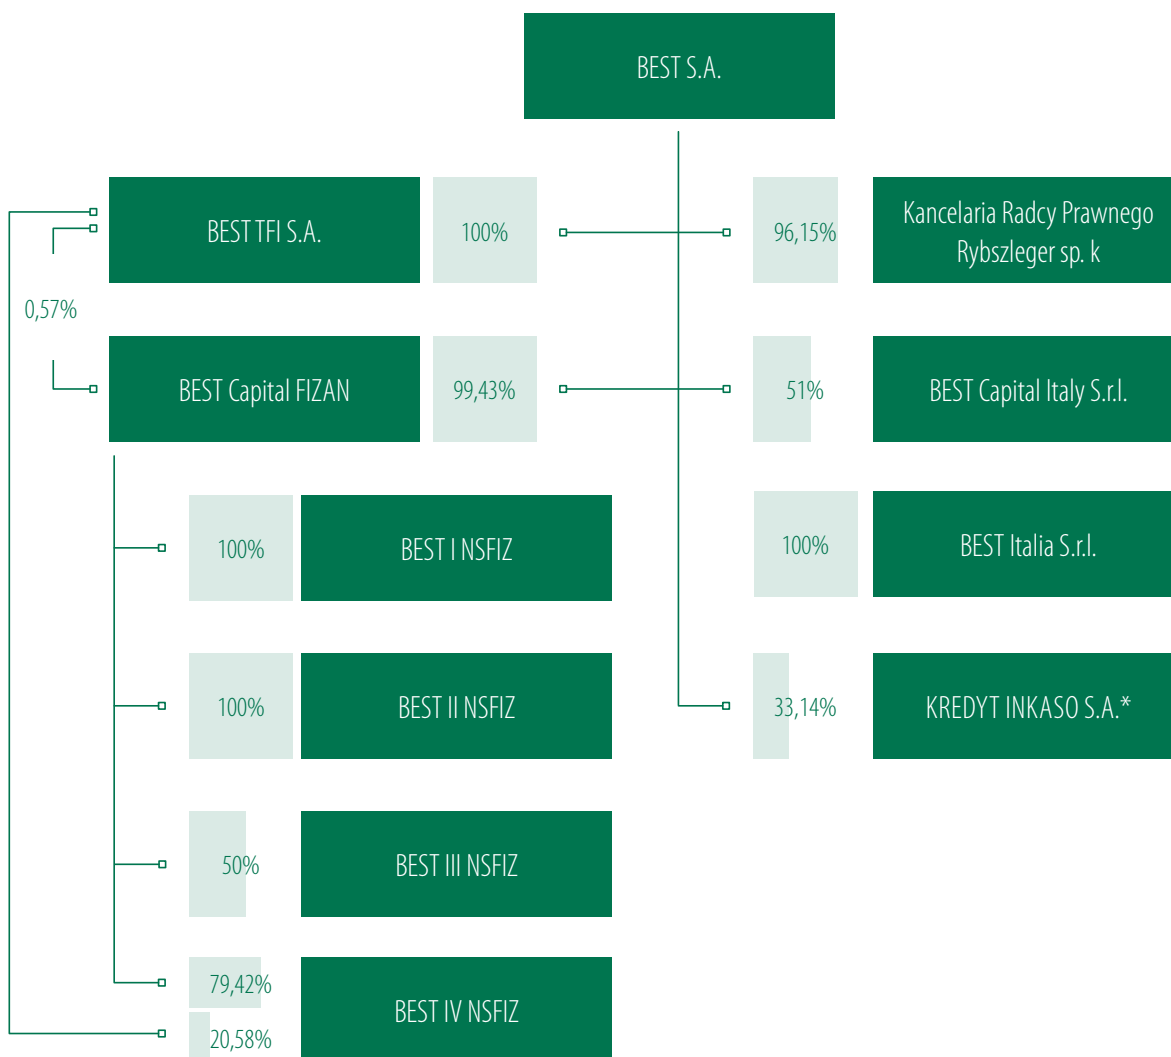 BEST S.A.
BEST TFI S.A.
100%
96,15%
Kancelaria Radcy Prawnego
Rybszleger sp. k
0,57%
BEST Capital FIZAN
99,43%
51%
BEST Capital Italy S.r.l.
100%
BEST I NSFIZ
100%
BEST Italia S.r.l.
100%
BEST II NSFIZ
33,14%
KREDYT INKASO S.A.*
50%
BEST III NSFIZ
79,42%
BEST IV NSFIZ
20,58%